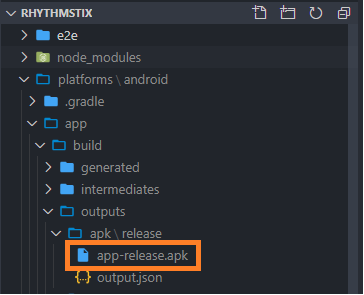 RHYTHMSTIX
e2e
node_modules
platforms \ android
.gradle
app
build
generated
intermediates
outputs
apk \ release
app-release.apk
output.json